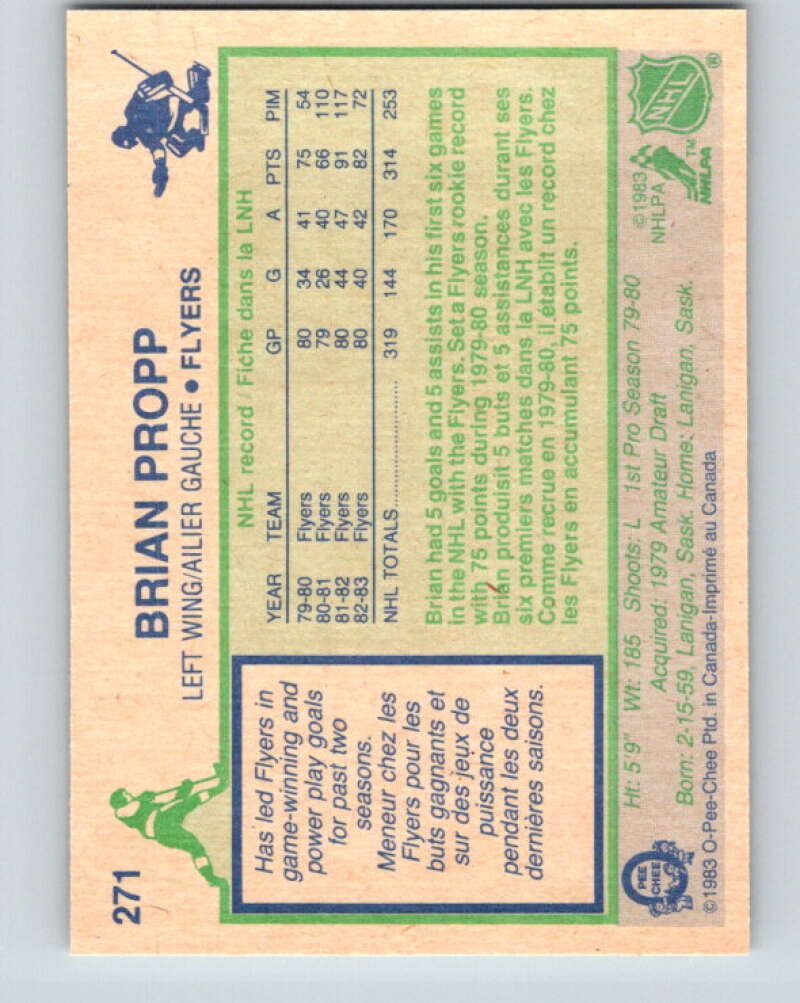 271
BRIAN PROPP
LEFT WING/AILIER GAUCHE • FLYERS
Has led Flyers in
game-winning and
power play goals
for past two
seasons.
Meneur chez les
Flyers pour les
buts gagnants et
sur des jeux de
puissance
pendant les deux
dernières saisons.
NHL record / Fiche dans la LNH
YEAR TEAM GP G A PTS PIM
79-80 Flyers 80 34 41 75 54
80-81 Flyers 79 26 40 66 110
81-82 Flyers 80 44 47 91 117
82-83 Flyers 80 40 42 82 72
NHL TOTALS.................... 319 144 170 314 253
Brian had 5 goals and 5 assists in his first six games
in the NHL with the Flyers. Set a Flyers rookie record
with 75 points during 1979-80 season.
Brian produisit 5 buts et 5 assistances durant ses
six premiers matches dans la LNH avec les Flyers.
Comme recrue en 1979-80, il établit un record chez
les Flyers en accumulant 75 points.
Ht: 5'9" Wt: 185 Shoots: L 1st Pro Season 79-80
Acquired: 1979 Amateur Draft
Born: 2-15-59, Lanigan, Sask. Home: Lanigan, Sask.
©1983 O-Pee-Chee Ptd. in Canada-Imprimé au Canada
O PEE CHEE
©1983
NHLPA
NHLPA ™
NHL ®